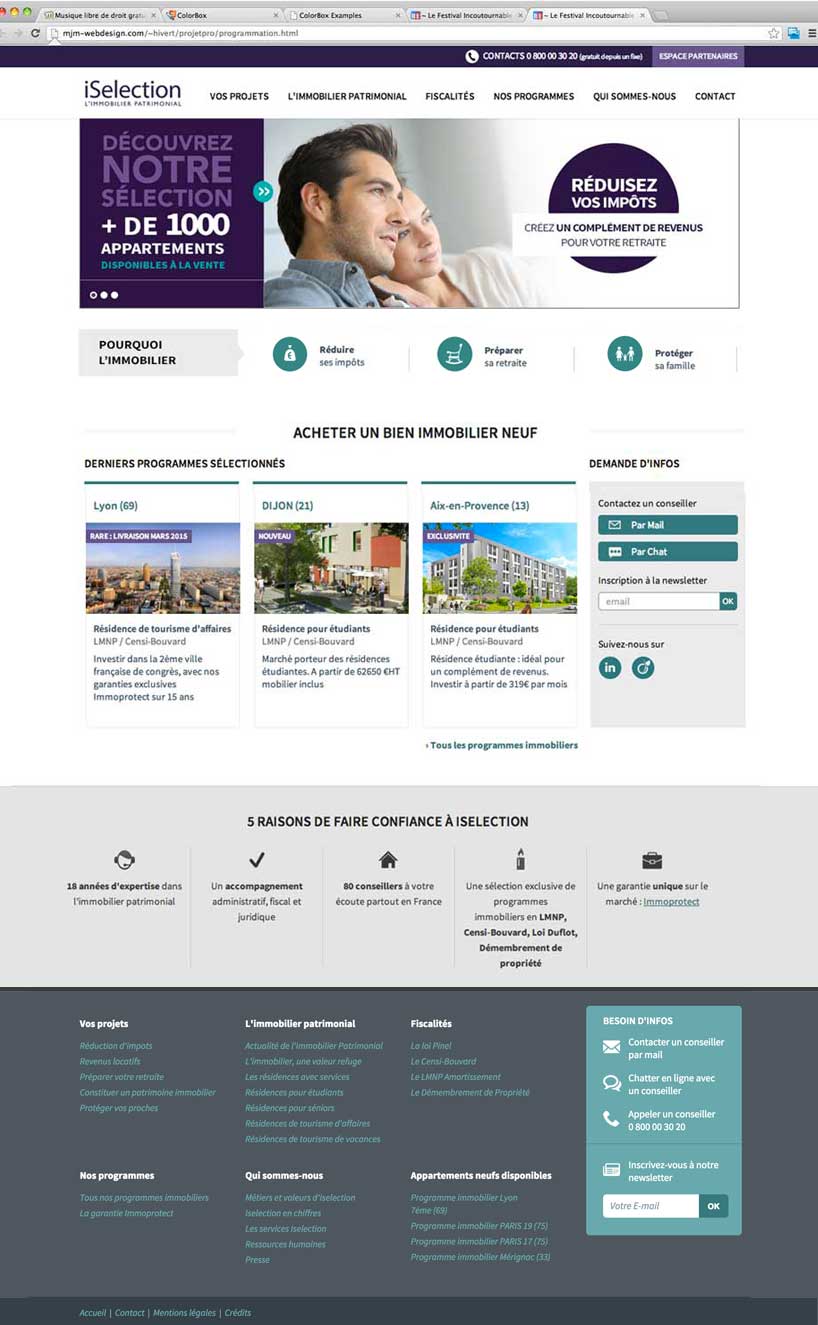 Musique libre de droit gratu
ColorBox
ColorBox Examples
~ Le Festival Incoutournable
~ Le Festival Incoutournable
mjm-webdesign.com/~hivert/projetpro/programmation.html
CONTACTS 0 800 00 30 20 (gratuit depuis un fixe)
ESPACE PARTENAIRES
iSelection
L'IMMOBILIER PATRIMONIAL
VOS PROJETS
L'IMMOBILIER PATRIMONIAL
FISCALITÉS
NOS PROGRAMMES
QUI SOMMES-NOUS
CONTACT
DÉCOUVREZ
NOTRE
SÉLECTION
+ DE 1000
APPARTEMENTS
DISPONIBLES À LA VENTE
RÉDUISEZ
VOS IMPÔTS
CRÉEZ UN COMPLÉMENT DE REVENUS
POUR VOTRE RETRAITE
POURQUOI
L'IMMOBILIER
Réduire
ses impôts
Préparer
sa retraite
Protéger
sa famille
ACHETER UN BIEN IMMOBILIER NEUF
DERNIERS PROGRAMMES SÉLECTIONNÉS
Lyon (69)
RARE : LIVRAISON MARS 2015
Résidence de tourisme d'affaires
LMNP / Censi-Bouvard
Investir dans la 2ème ville
française de congrès, avec nos
garanties exclusives
Immoprotect sur 15 ans
DIJON (21)
NOUVEAU
Résidence pour étudiants
LMNP / Censi-Bouvard
Marché porteur des résidences
étudiantes. A partir de 62650 €HT
mobilier inclus
Aix-en-Provence (13)
EXCLUSIVITE
Résidence pour étudiants
LMNP / Censi-Bouvard
Résidence étudiante : idéal pour
un complément de revenus.
Investir à partir de 319€ par mois
› Tous les programmes immobiliers
DEMANDE D'INFOS
Contactez un conseiller
Par Mail
Par Chat
Inscription à la newsletter
email
OK
Suivez-nous sur
in
5 RAISONS DE FAIRE CONFIANCE À ISELECTION
18 années d'expertise dans
l'immobilier patrimonial
Un accompagnement
administratif, fiscal et
juridique
80 conseillers à votre
écoute partout en France
Une sélection exclusive de
programmes
immobiliers en LMNP,
Censi-Bouvard, Loi Duflot,
Démembrement de
propriété
Une garantie unique sur le
marché : Immoprotect
Vos projets
Réduction d'impots
Revenus locatifs
Préparer votre retraite
Constituer un patrimoine immobilier
Protéger vos proches
L'immobilier patrimonial
Actualité de l'Immobilier Patrimonial
L'immobilier, une valeur refuge
Les résidences avec services
Résidences pour étudiants
Résidences pour séniors
Résidences de tourisme d'affaires
Résidences de tourisme de vacances
Fiscalités
La loi Pinel
Le Censi-Bouvard
Le LMNP Amortissement
Le Démembrement de Propriété
Nos programmes
Tous nos programmes immobiliers
La garantie Immoprotect
Qui sommes-nous
Métiers et valeurs d'Iselection
Iselection en chiffres
Les services Iselection
Ressources humaines
Presse
Appartements neufs disponibles
Programme immobilier Lyon
7ème (69)
Programme immobilier PARIS 19 (75)
Programme immobilier PARIS 17 (75)
Programme immobilier Mérignac (33)
BESOIN D'INFOS
Contacter un conseiller
par mail
Chatter en ligne avec
un conseiller
Appeler un conseiller
0 800 00 30 20
Inscrivez-vous à notre
newsletter
Votre E-mail
OK
Accueil | Contact | Mentions légales | Crédits